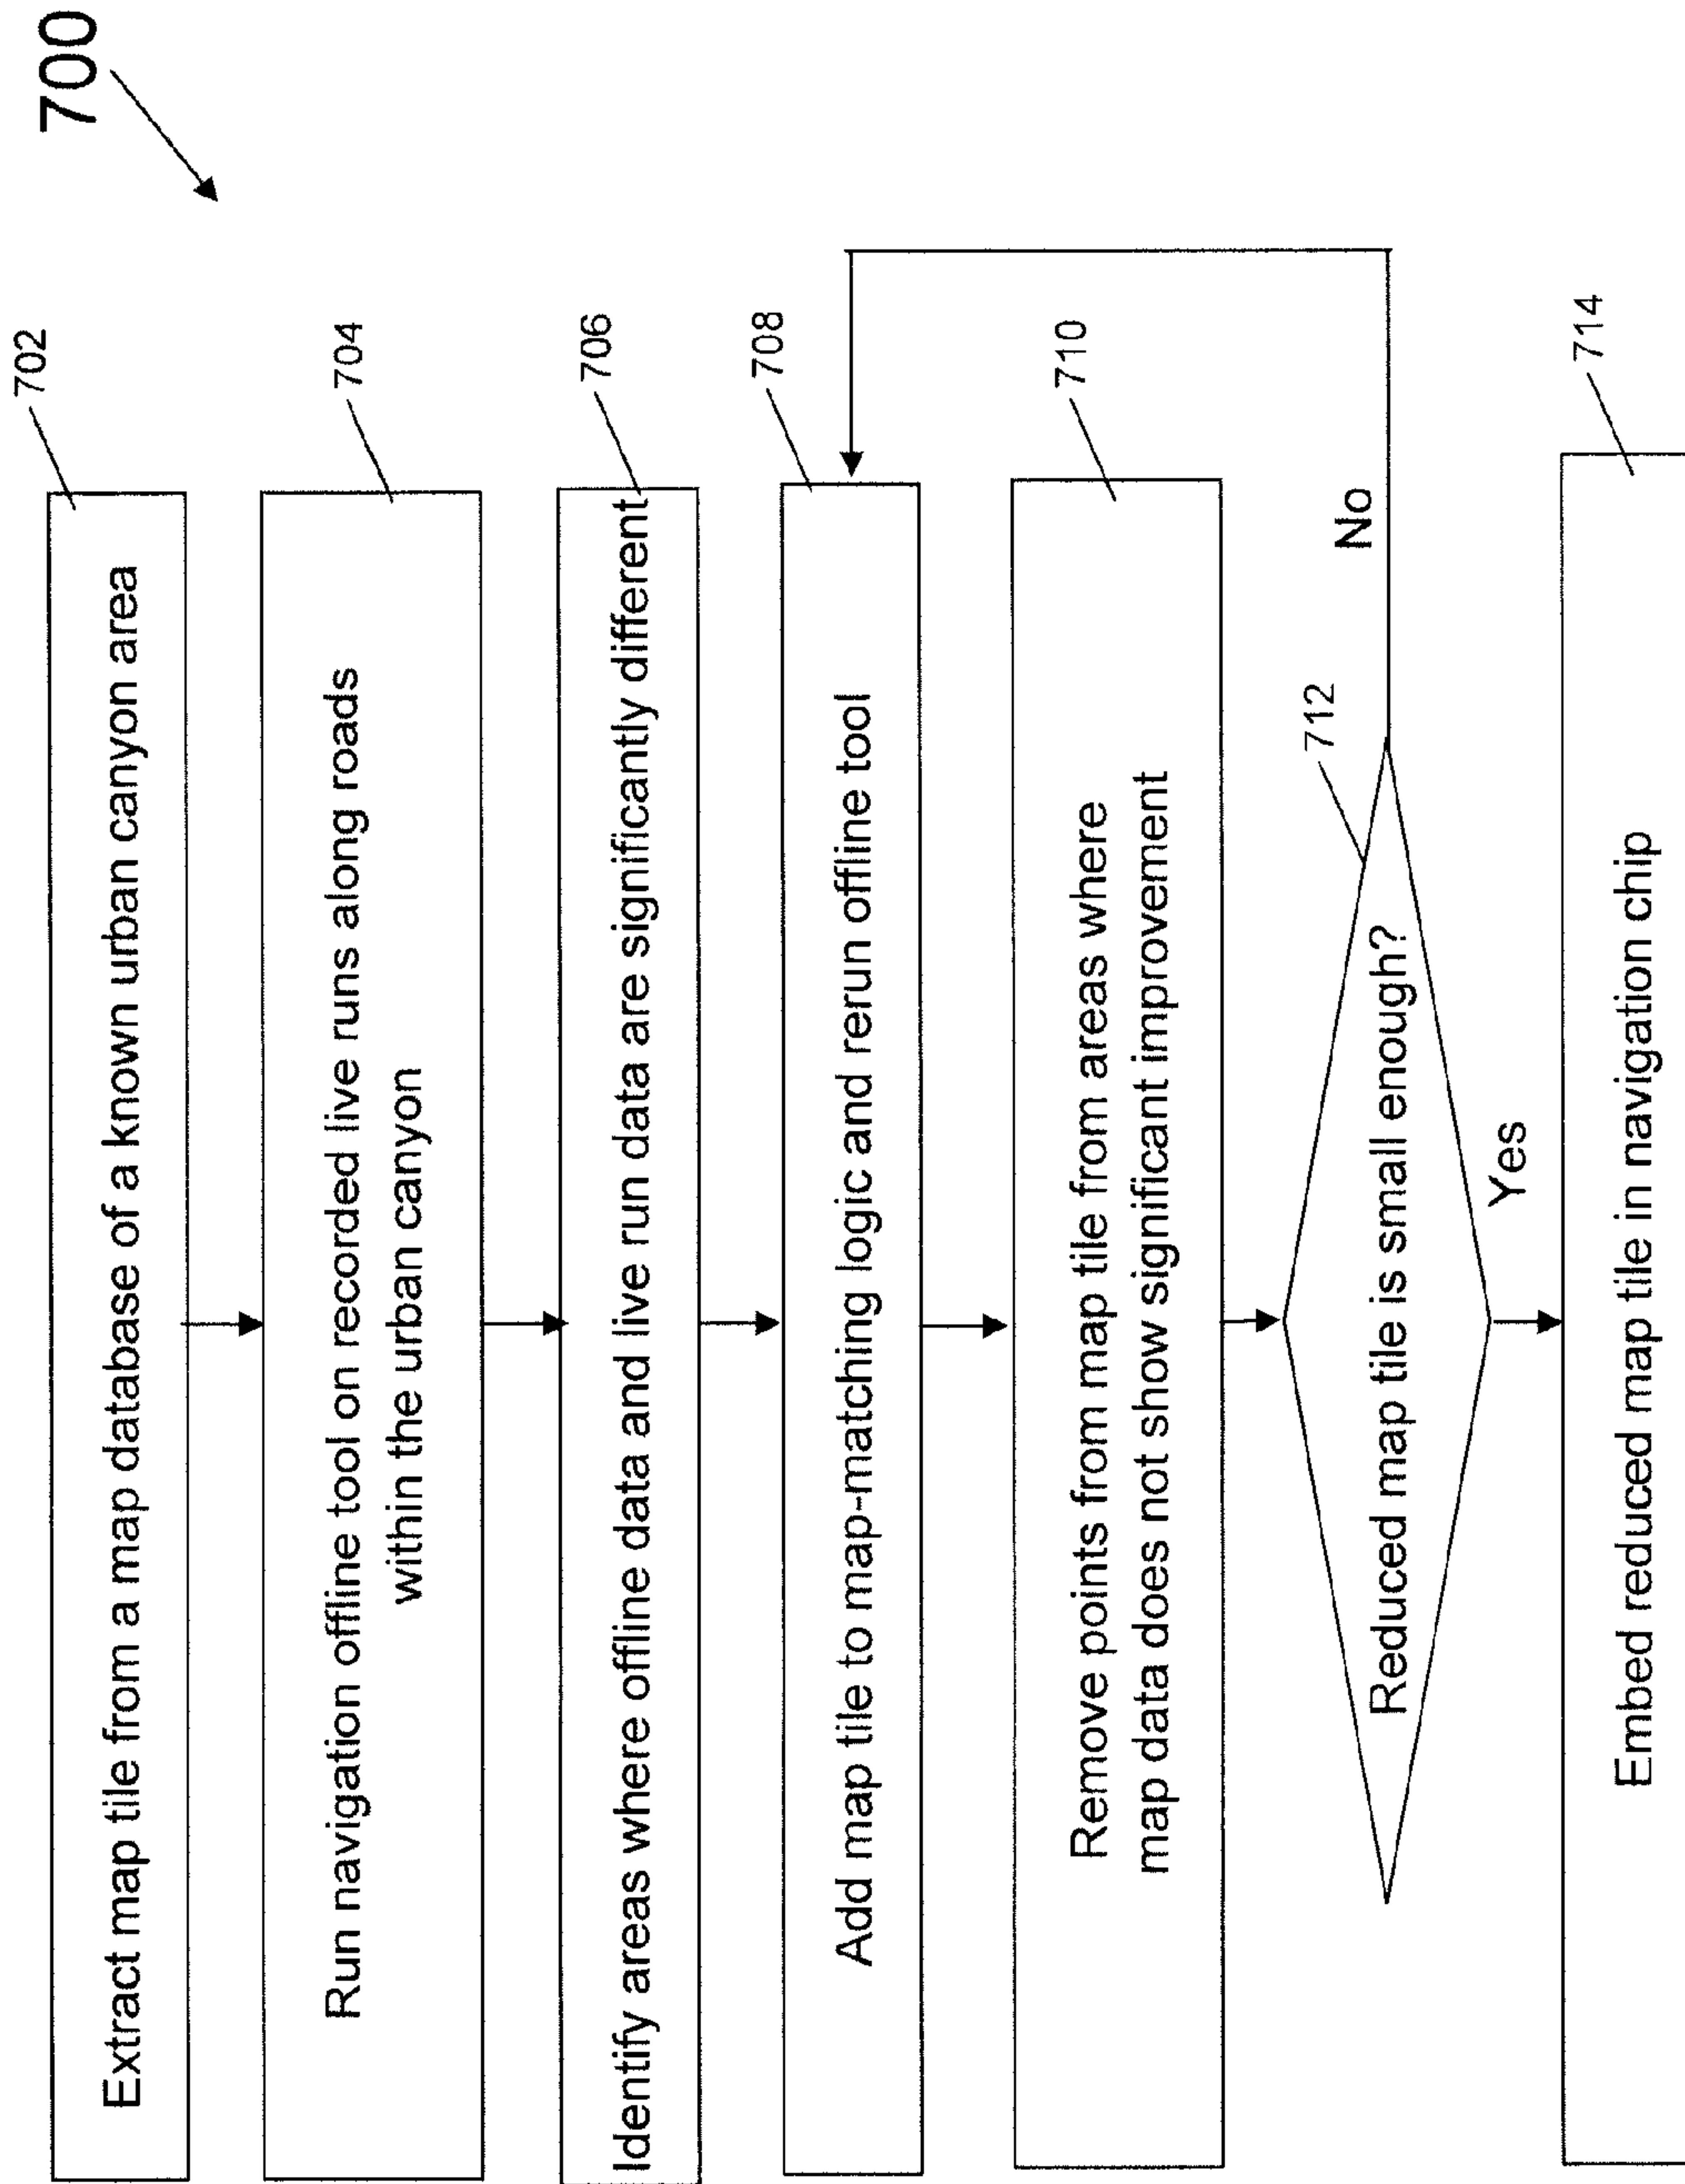 700
702
Extract map tile from a map database of a known urban canyon area
704
Run navigation offline tool on recorded live runs along roads
within the urban canyon
706
Identify areas where offline data and live run data are significantly different
708
Add map tile to map-matching logic and rerun offline tool
710
Remove points from map tile from areas where
map data does not show significant improvement
712
Reduced map tile is small enough?
No
Yes
714
Embed reduced map tile in navigation chip